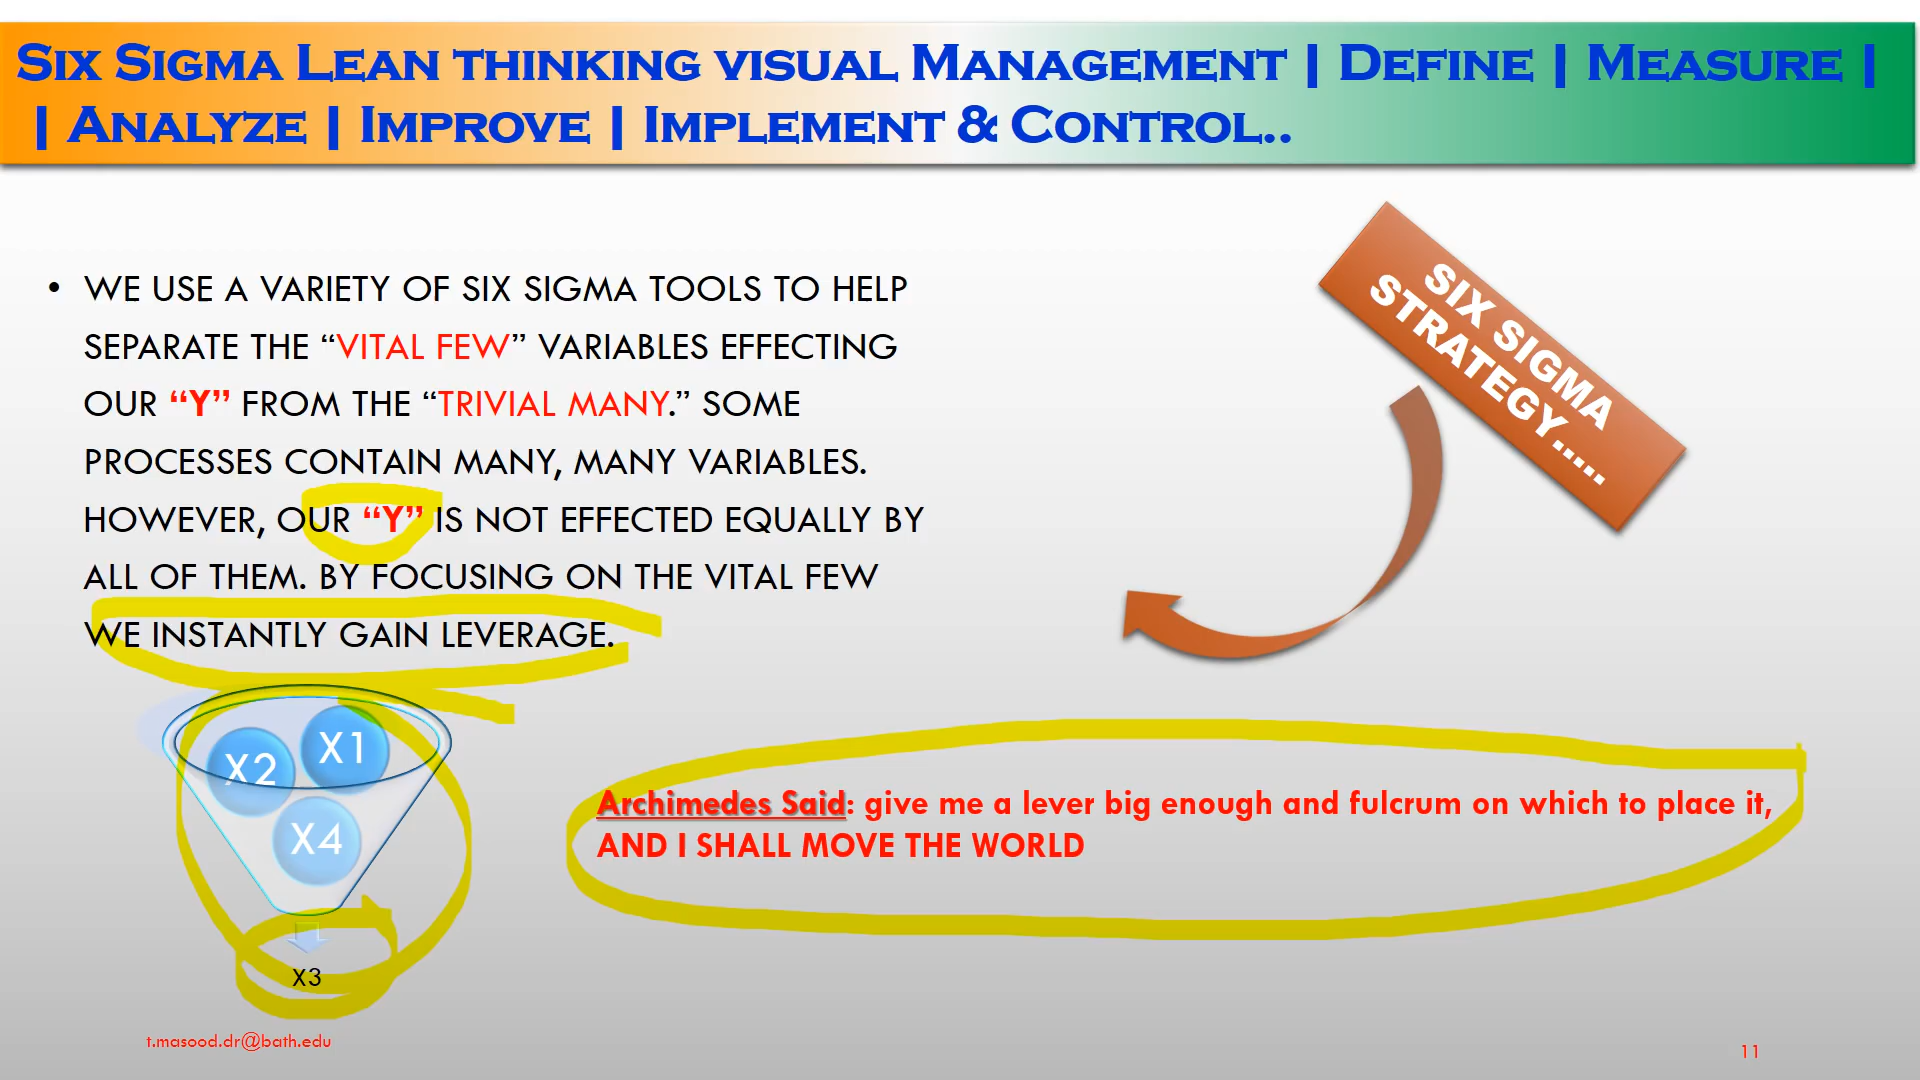 SIX SIGMA LEAN THINKING VISUAL MANAGEMENT | DEFINE | MEASURE |
| ANALYZE | IMPROVE | IMPLEMENT & CONTROL..
SIX SIGMA
STRATEGY.....
• WE USE A VARIETY OF SIX SIGMA TOOLS TO HELP
SEPARATE THE “VITAL FEW” VARIABLES EFFECTING
OUR “Y” FROM THE “TRIVIAL MANY.” SOME
PROCESSES CONTAIN MANY, MANY VARIABLES.
HOWEVER, OUR “Y” IS NOT EFFECTED EQUALLY BY
ALL OF THEM. BY FOCUSING ON THE VITAL FEW
WE INSTANTLY GAIN LEVERAGE.
X1
X2
X4
X3
Archimedes Said: give me a lever big enough and fulcrum on which to place it,
AND I SHALL MOVE THE WORLD
t.masood.dr@bath.edu
11